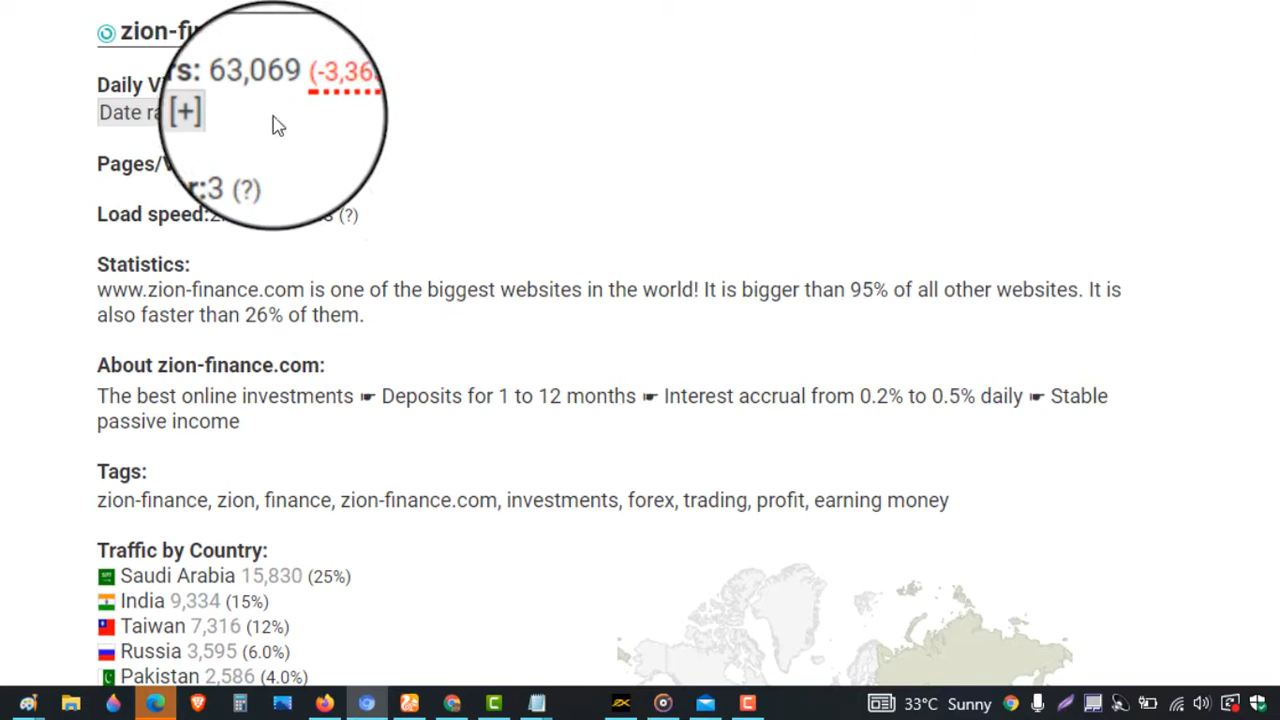 zion-fi
Daily Vi rs: 63,069 (-3,36
Date ra [+]
Pages/V r:3 (?)
Load speed: (?)
Statistics:
www.zion-finance.com is one of the biggest websites in the world! It is bigger than 95% of all other websites. It is
also faster than 26% of them.
About zion-finance.com:
The best online investments ☛ Deposits for 1 to 12 months ☛ Interest accrual from 0.2% to 0.5% daily ☛ Stable
passive income
Tags:
zion-finance, zion, finance, zion-finance.com, investments, forex, trading, profit, earning money
Traffic by Country:
Saudi Arabia 15,830 (25%)
India 9,334 (15%)
Taiwan 7,316 (12%)
Russia 3,595 (6.0%)
Pakistan 2,586 (4.0%)
33°C Sunny